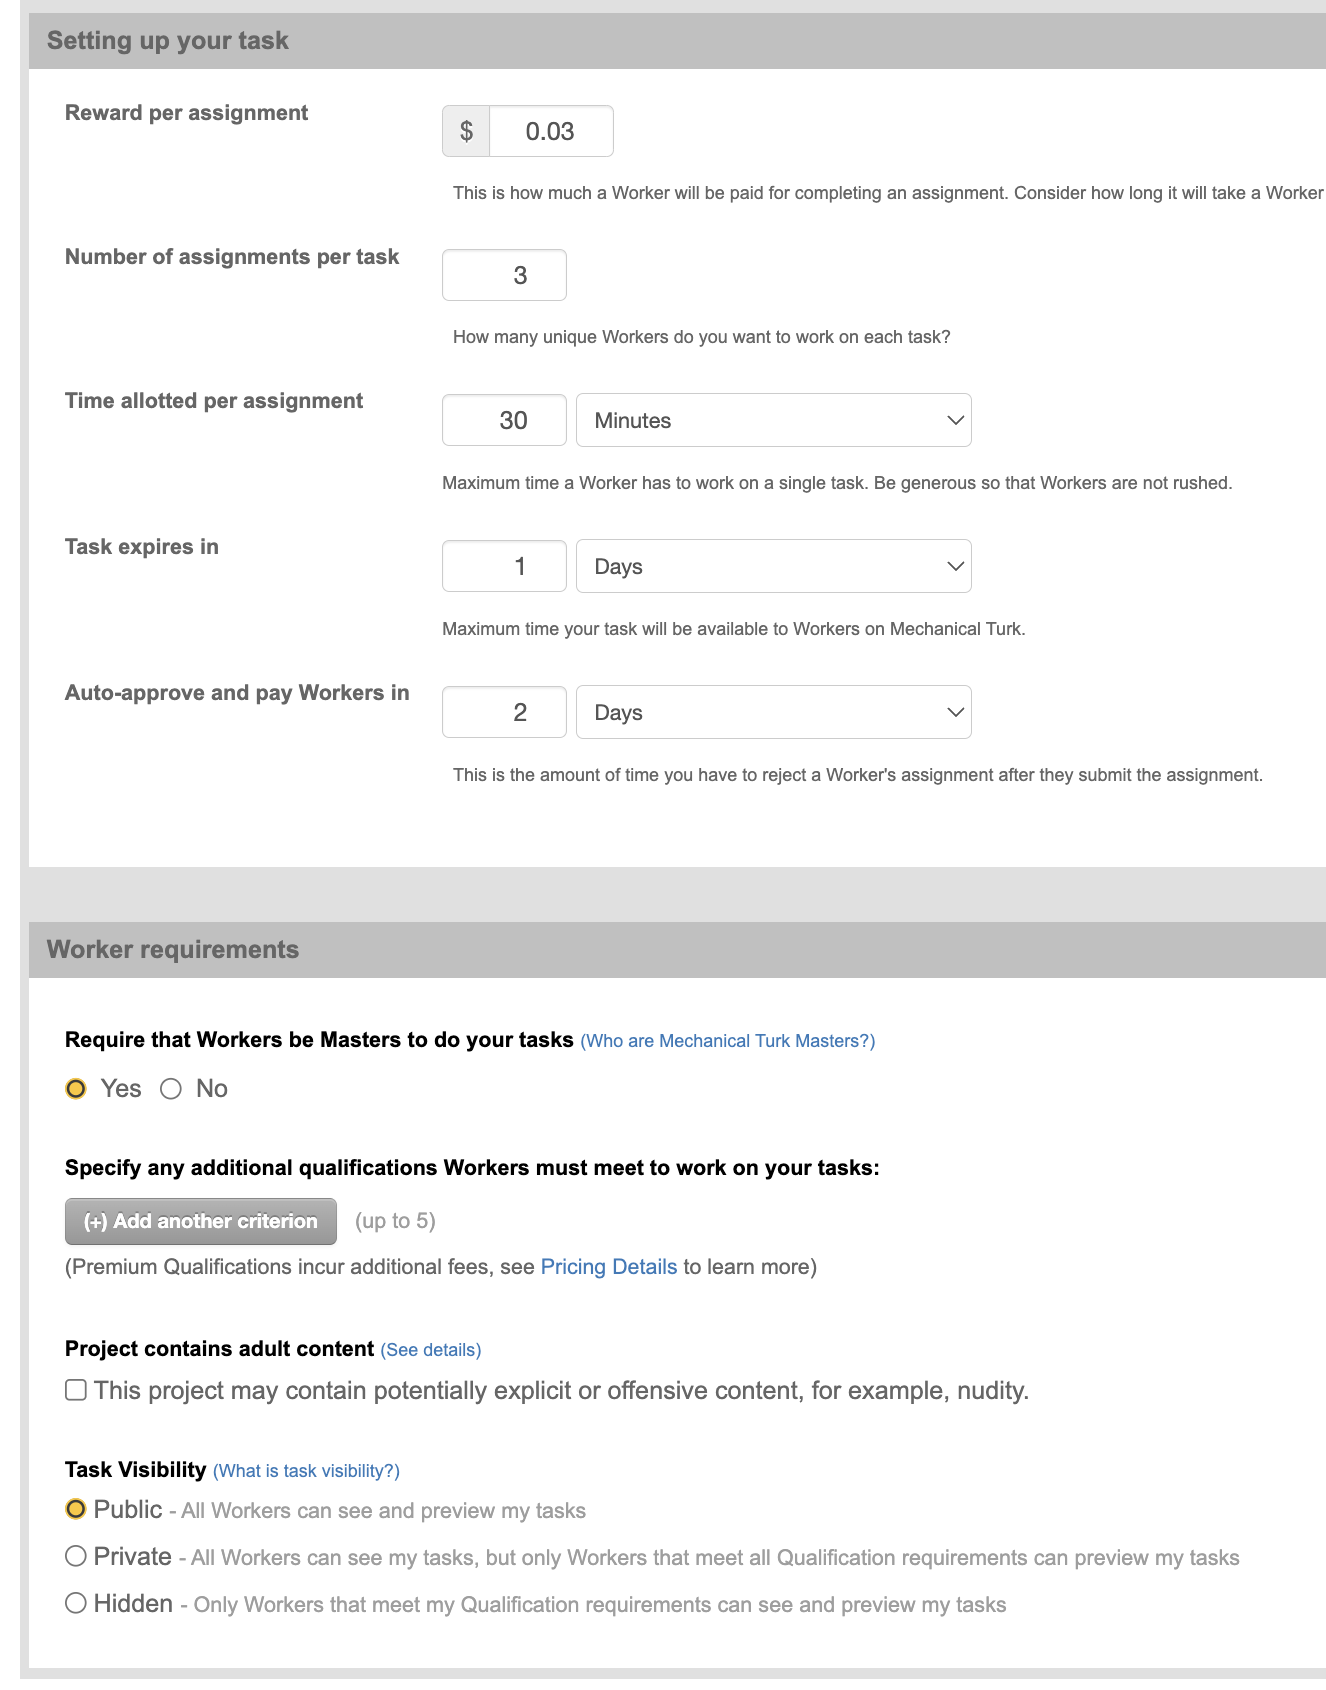 Setting up your task
Reward per assignment
$ 0.03
This is how much a Worker will be paid for completing an assignment. Consider how long it will take a Worker
Number of assignments per task
3
How many unique Workers do you want to work on each task?
Time allotted per assignment
30 Minutes
Maximum time a Worker has to work on a single task. Be generous so that Workers are not rushed.
Task expires in
1 Days
Maximum time your task will be available to Workers on Mechanical Turk.
Auto-approve and pay Workers in
2 Days
This is the amount of time you have to reject a Worker's assignment after they submit the assignment.
Worker requirements
Require that Workers be Masters to do your tasks (Who are Mechanical Turk Masters?)
Yes No
Specify any additional qualifications Workers must meet to work on your tasks:
(+) Add another criterion (up to 5)
(Premium Qualifications incur additional fees, see Pricing Details to learn more)
Project contains adult content (See details)
This project may contain potentially explicit or offensive content, for example, nudity.
Task Visibility (What is task visibility?)
Public - All Workers can see and preview my tasks
Private - All Workers can see my tasks, but only Workers that meet all Qualification requirements can preview my tasks
Hidden - Only Workers that meet my Qualification requirements can see and preview my tasks